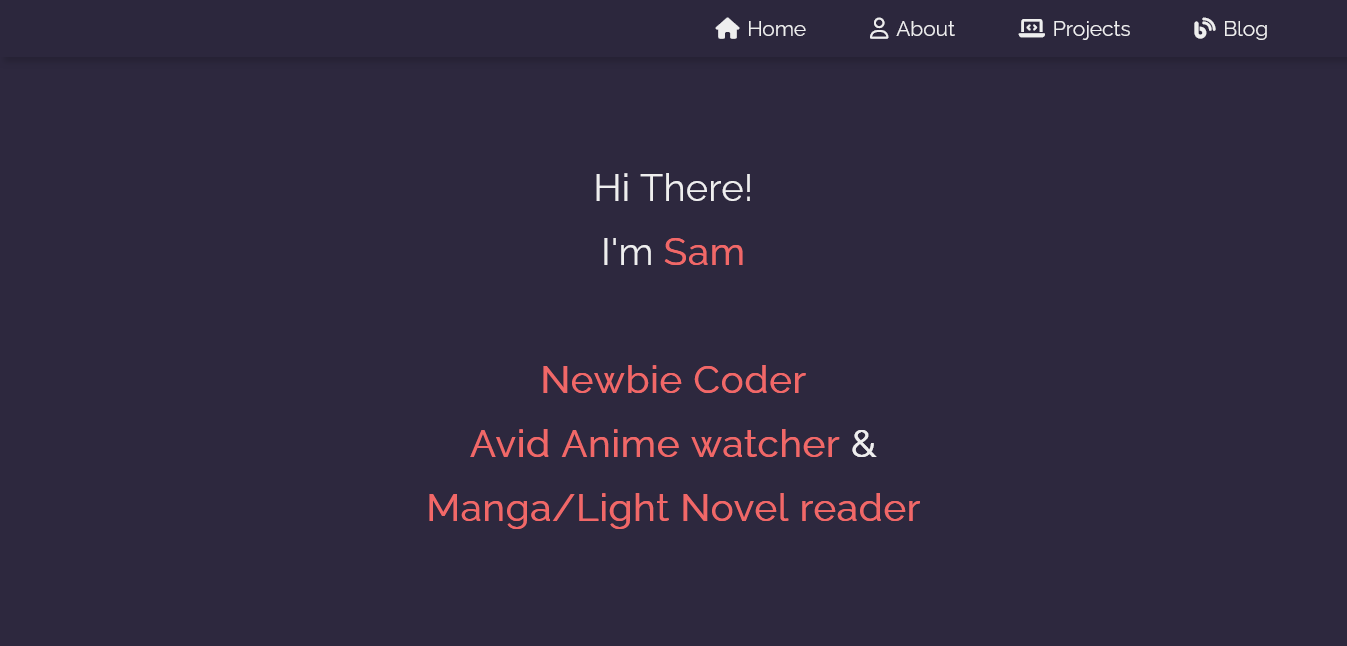 Home About Projects Blog
Hi There!
I'm Sam
Newbie Coder
Avid Anime watcher &
Manga/Light Novel reader